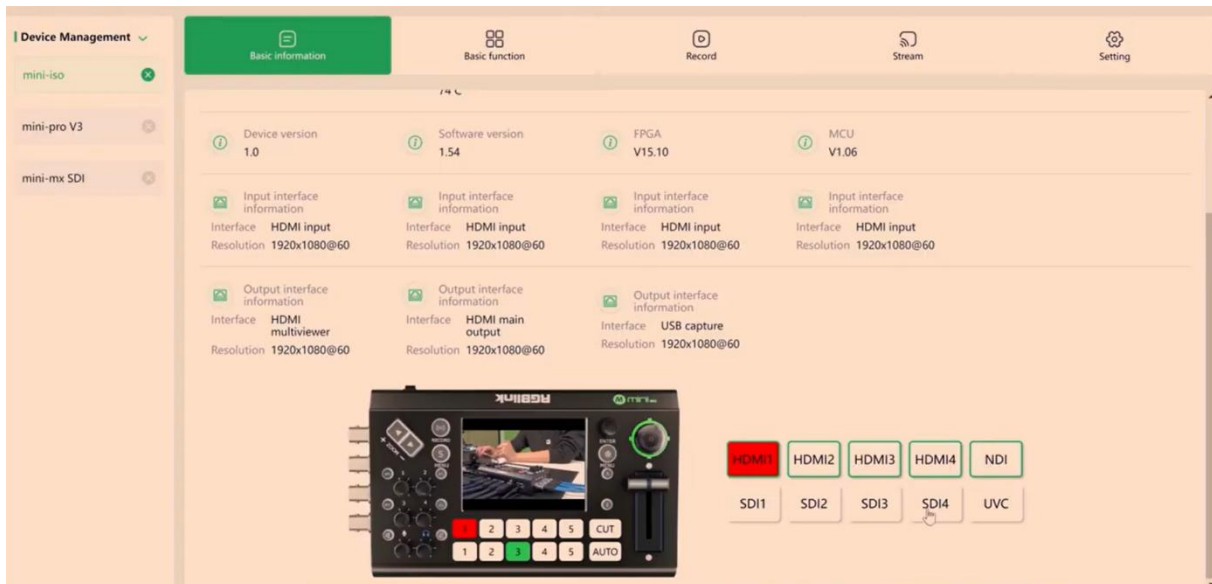 Device Management
mini-iso
mini-pro V3
mini-mx SDI
Basic information
Basic function
Record
Stream
Setting
Device version
1.0
Software version
1.54
FPGA
V15.10
MCU
V1.06
Input interface
information
Interface HDMI input
Resolution 1920x1080@60
Input interface
information
Interface HDMI input
Resolution 1920x1080@60
Input interface
information
Interface HDMI input
Resolution 1920x1080@60
Input interface
information
Interface HDMI input
Resolution 1920x1080@60
Output interface
information
Interface HDMI
multiviewer
Resolution 1920x1080@60
Output interface
information
Interface HDMI main
output
Resolution 1920x1080@60
Output interface
information
Interface USB capture
Resolution 1920x1080@60
RGBlink
mini
ZOOM
RECORD
MENU
ENTER
MENU
1 2 3 4 5 CUT
1 2 3 4 5 AUTO
HDMI1 HDMI2 HDMI3 HDMI4 NDI
SDI1 SDI2 SDI3 SDI4 UVC